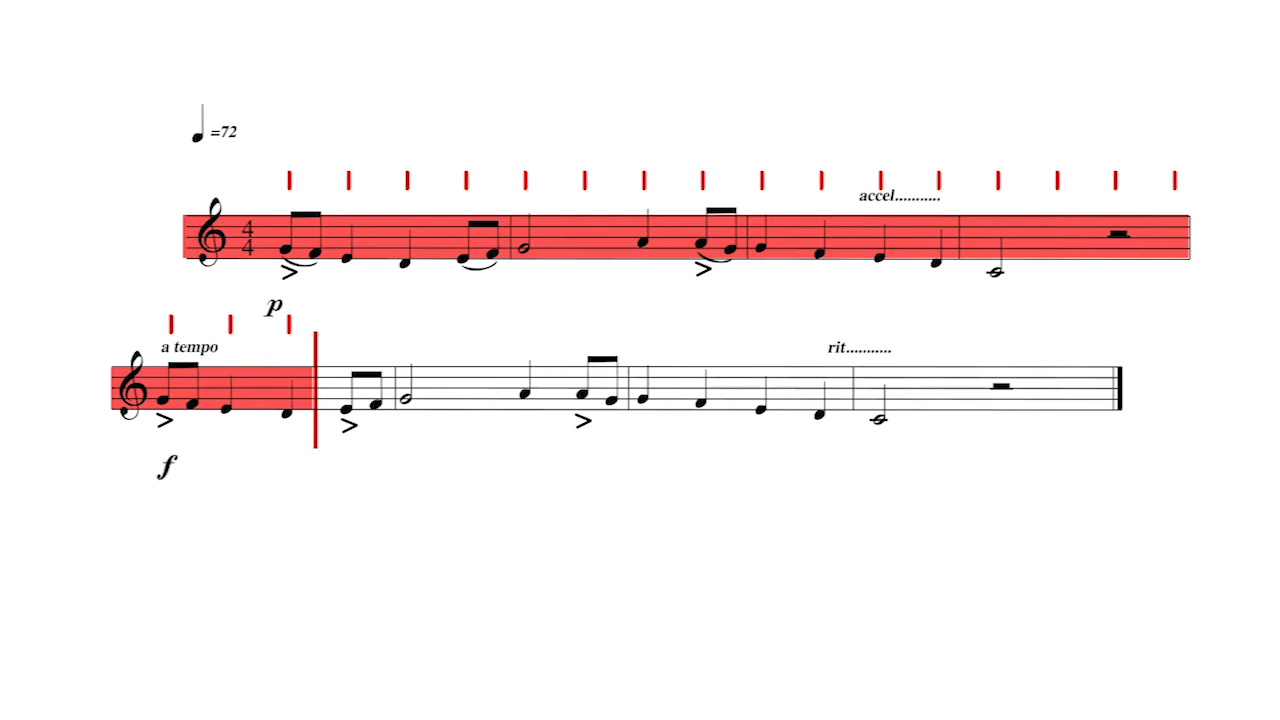 =72
accel...........
4
4
p
a tempo
rit...........
f